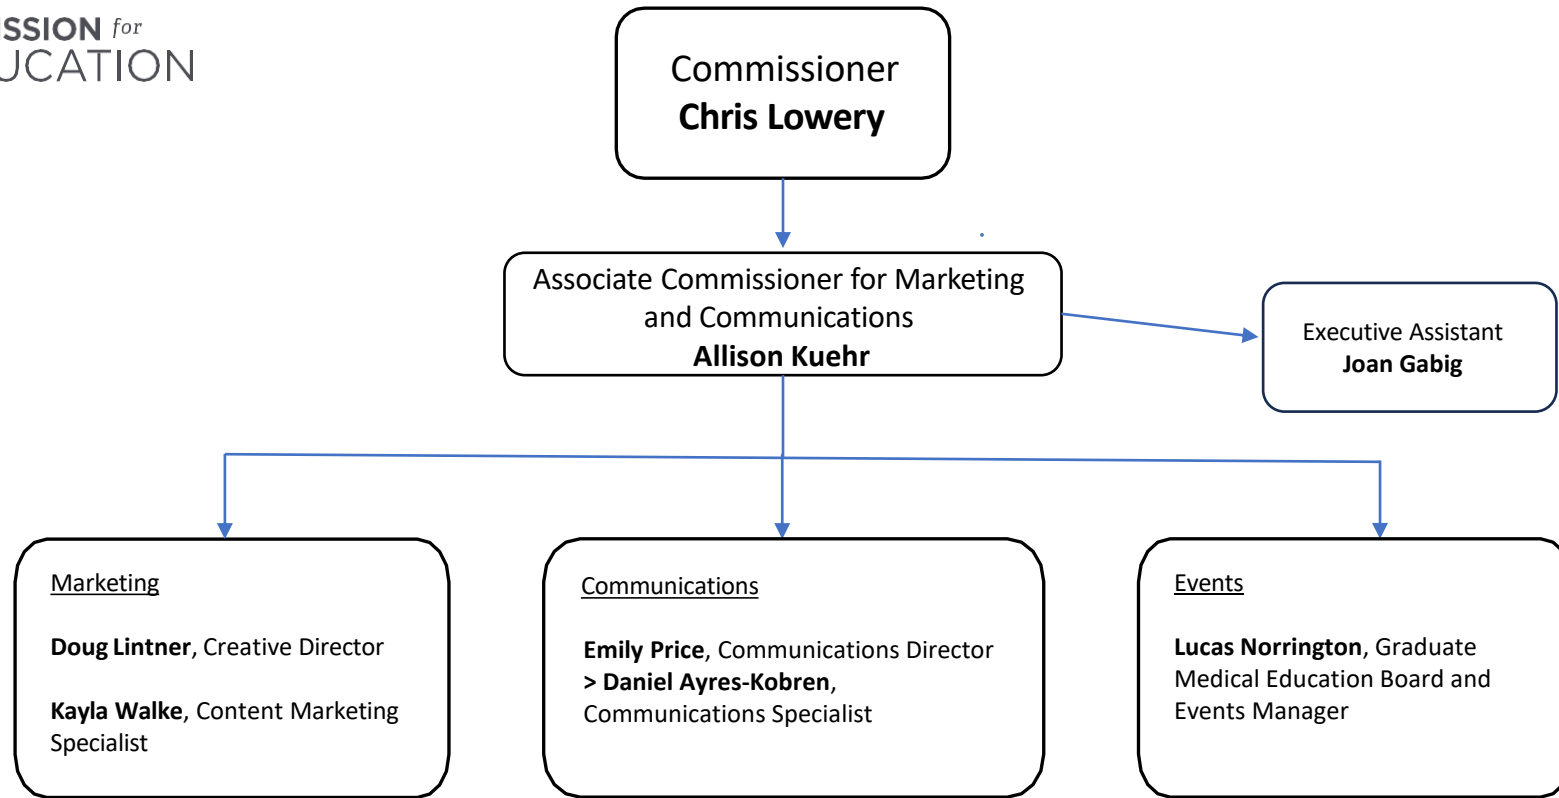 for
UCATION
Commissioner
Chris Lowery
Associate Commissioner for Marketing
and Communications
Allison Kuehr
Executive Assistant
Joan Gabig
Marketing
Doug Lintner, Creative Director
Kayla Walke, Content Marketing
Specialist
Communications
Emily Price, Communications Director
> Daniel Ayres-Kobren,
Communications Specialist
Events
Lucas Norrington, Graduate
Medical Education Board and
Events Manager